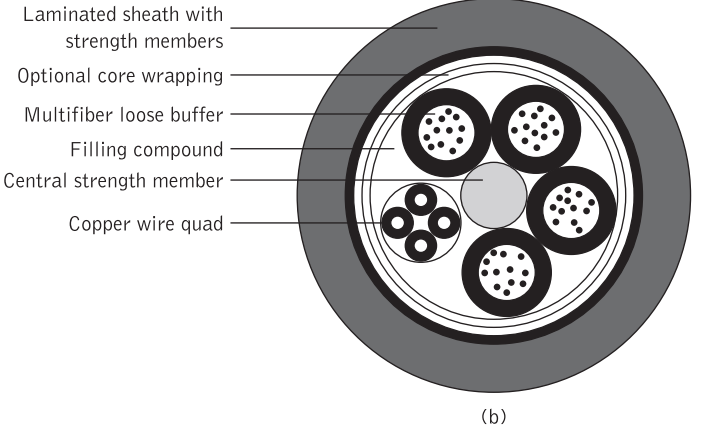 Laminated sheath with
strength members
Optional core wrapping
Multifiber loose buffer
Filling compound
Central strength member
Copper wire quad
(b)